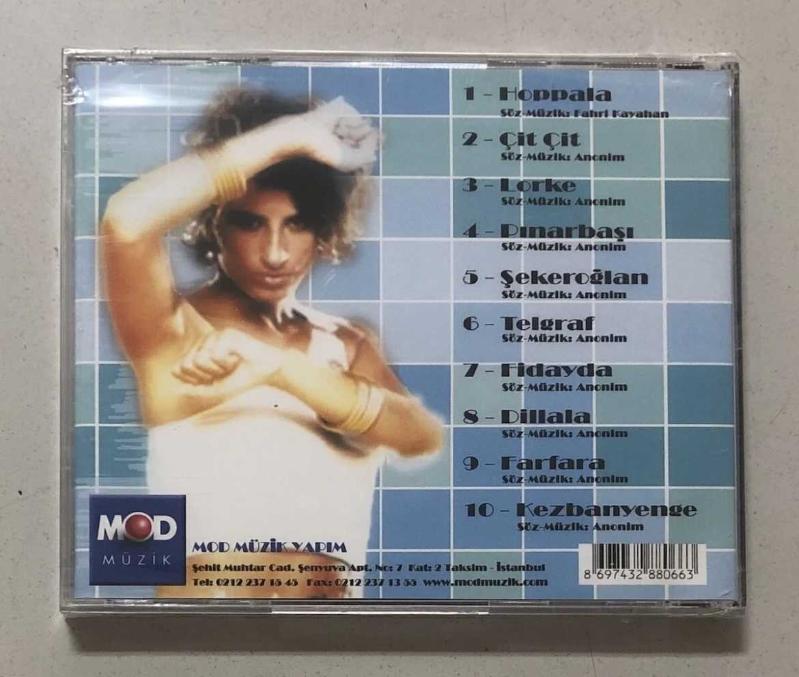 1 - Hoppala
Söz-Müzik: Fahri Kayahan
2 - Çit Çit
Söz-Müzik: Anonim
3 - Lorke
Söz-Müzik: Anonim
4 - Pınarbaşı
Söz-Müzik: Anonim
5 - Şekeroğlan
Söz-Müzik: Anonim
6 - Telgraf
Söz-Müzik: Anonim
7 - Fidayda
Söz-Müzik: Anonim
8 - Dillala
Söz-Müzik: Anonim
9 - Farfara
Söz-Müzik: Anonim
10 - Kezbanyenge
Söz-Müzik: Anonim
MOD
MÜZİK
MOD MÜZİK YAPIM
Şehit Muhtar Cad. Şenyuva Apt. No: 7 Kat: 2 Taksim - İstanbul
Tel: 0212 237 15 45 Fax: 0212 237 13 55 www.modmuzik.com
8 697432 880663